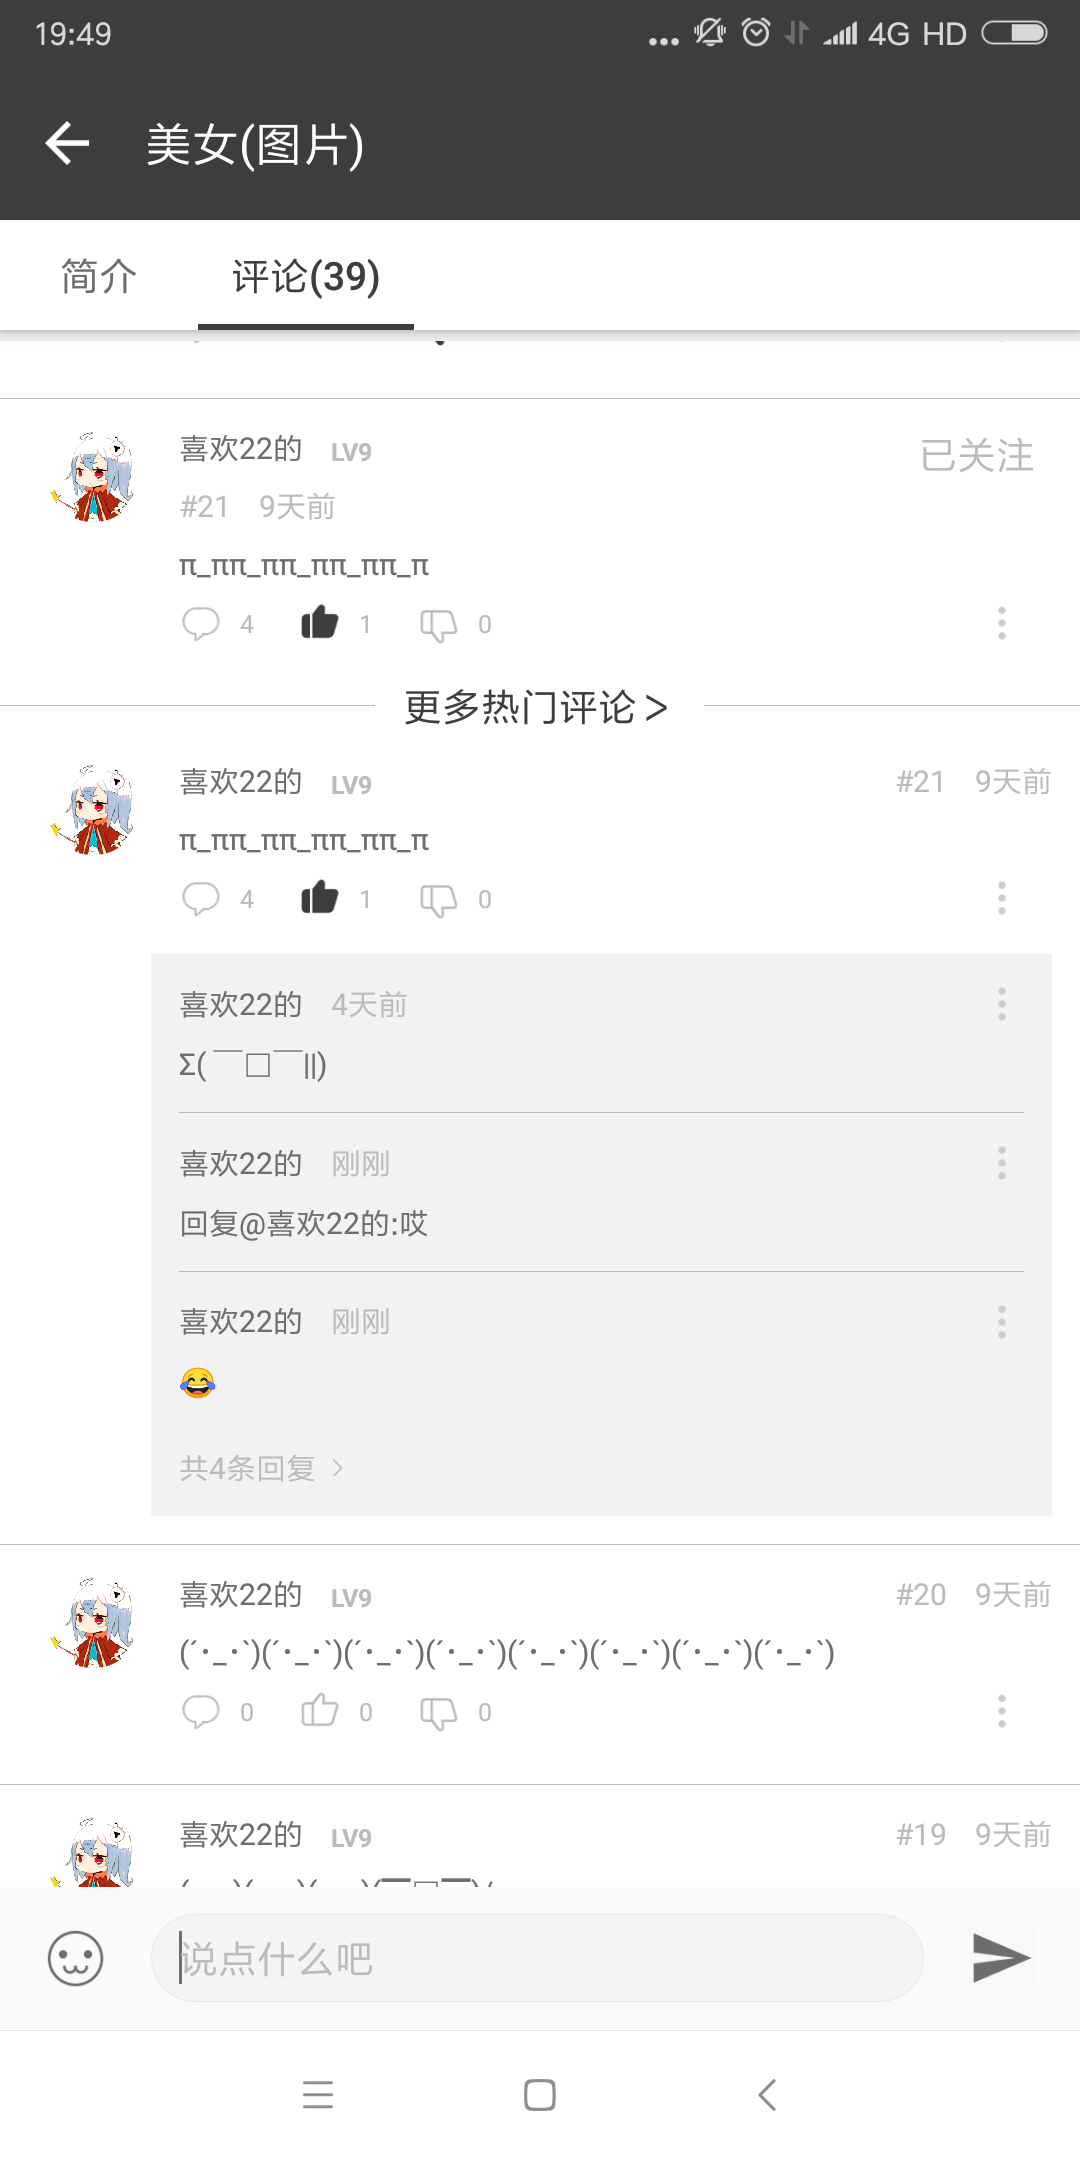 19:49
... 4G HD
美女(图片)
简介 评论(39)
喜欢22的 LV9 已关注
#21 9天前
π_ππ_ππ_ππ_ππ_π
4 1 0
更多热门评论 >
喜欢22的 LV9 #21 9天前
π_ππ_ππ_ππ_ππ_π
4 1 0
喜欢22的 4天前
Σ( ￣□￣||)
喜欢22的 刚刚
回复@喜欢22的:哎
喜欢22的 刚刚
😂
共4条回复 >
喜欢22的 LV9 #20 9天前
(´･_･`)(´･_･`)(´･_･`)(´･_･`)(´･_･`)(´･_･`)(´･_･`)(´･_･`)
0 0 0
喜欢22的 LV9 #19 9天前
说点什么吧